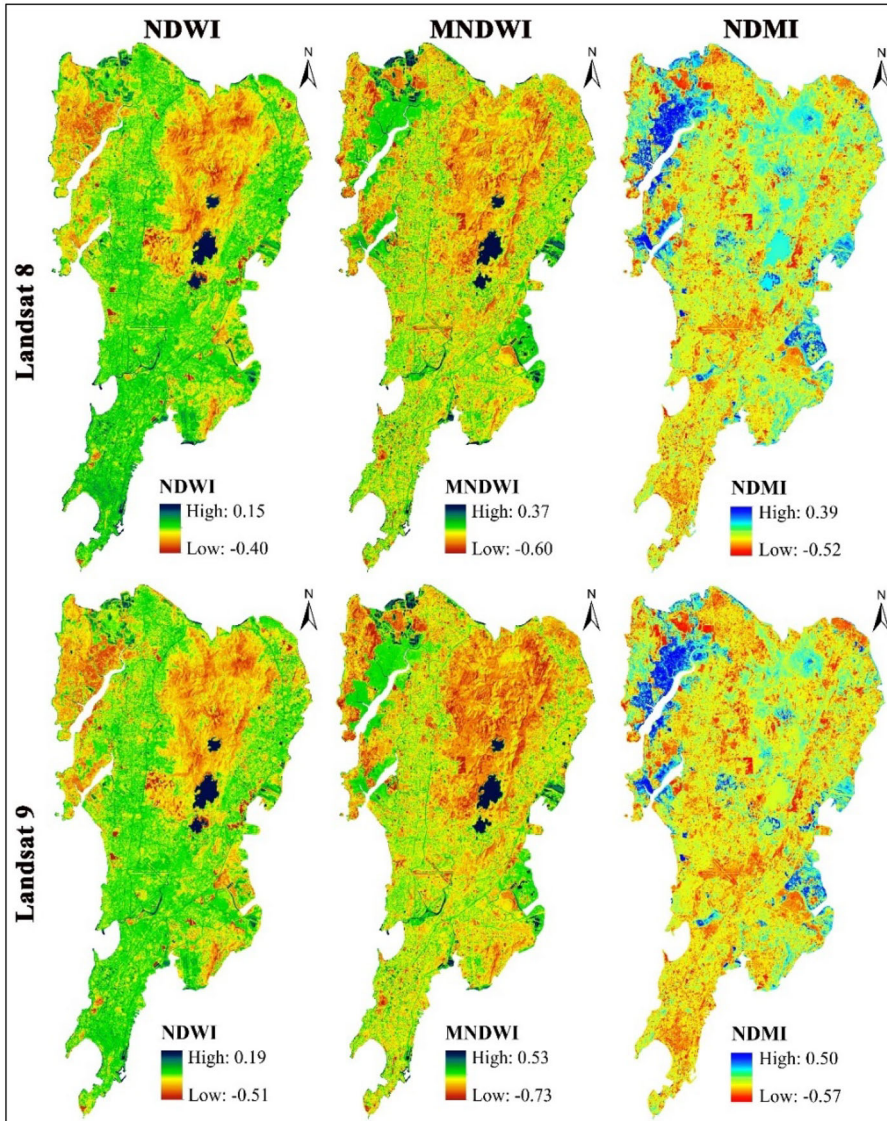 NDWI MNDWI NDMI
N N N
Landsat 8
NDWI MNDWI NDMI
High: 0.15 High: 0.37 High: 0.39
Low: -0.40 Low: -0.60 Low: -0.52
N N N
Landsat 9
NDWI MNDWI NDMI
High: 0.19 High: 0.53 High: 0.50
Low: -0.51 Low: -0.73 Low: -0.57